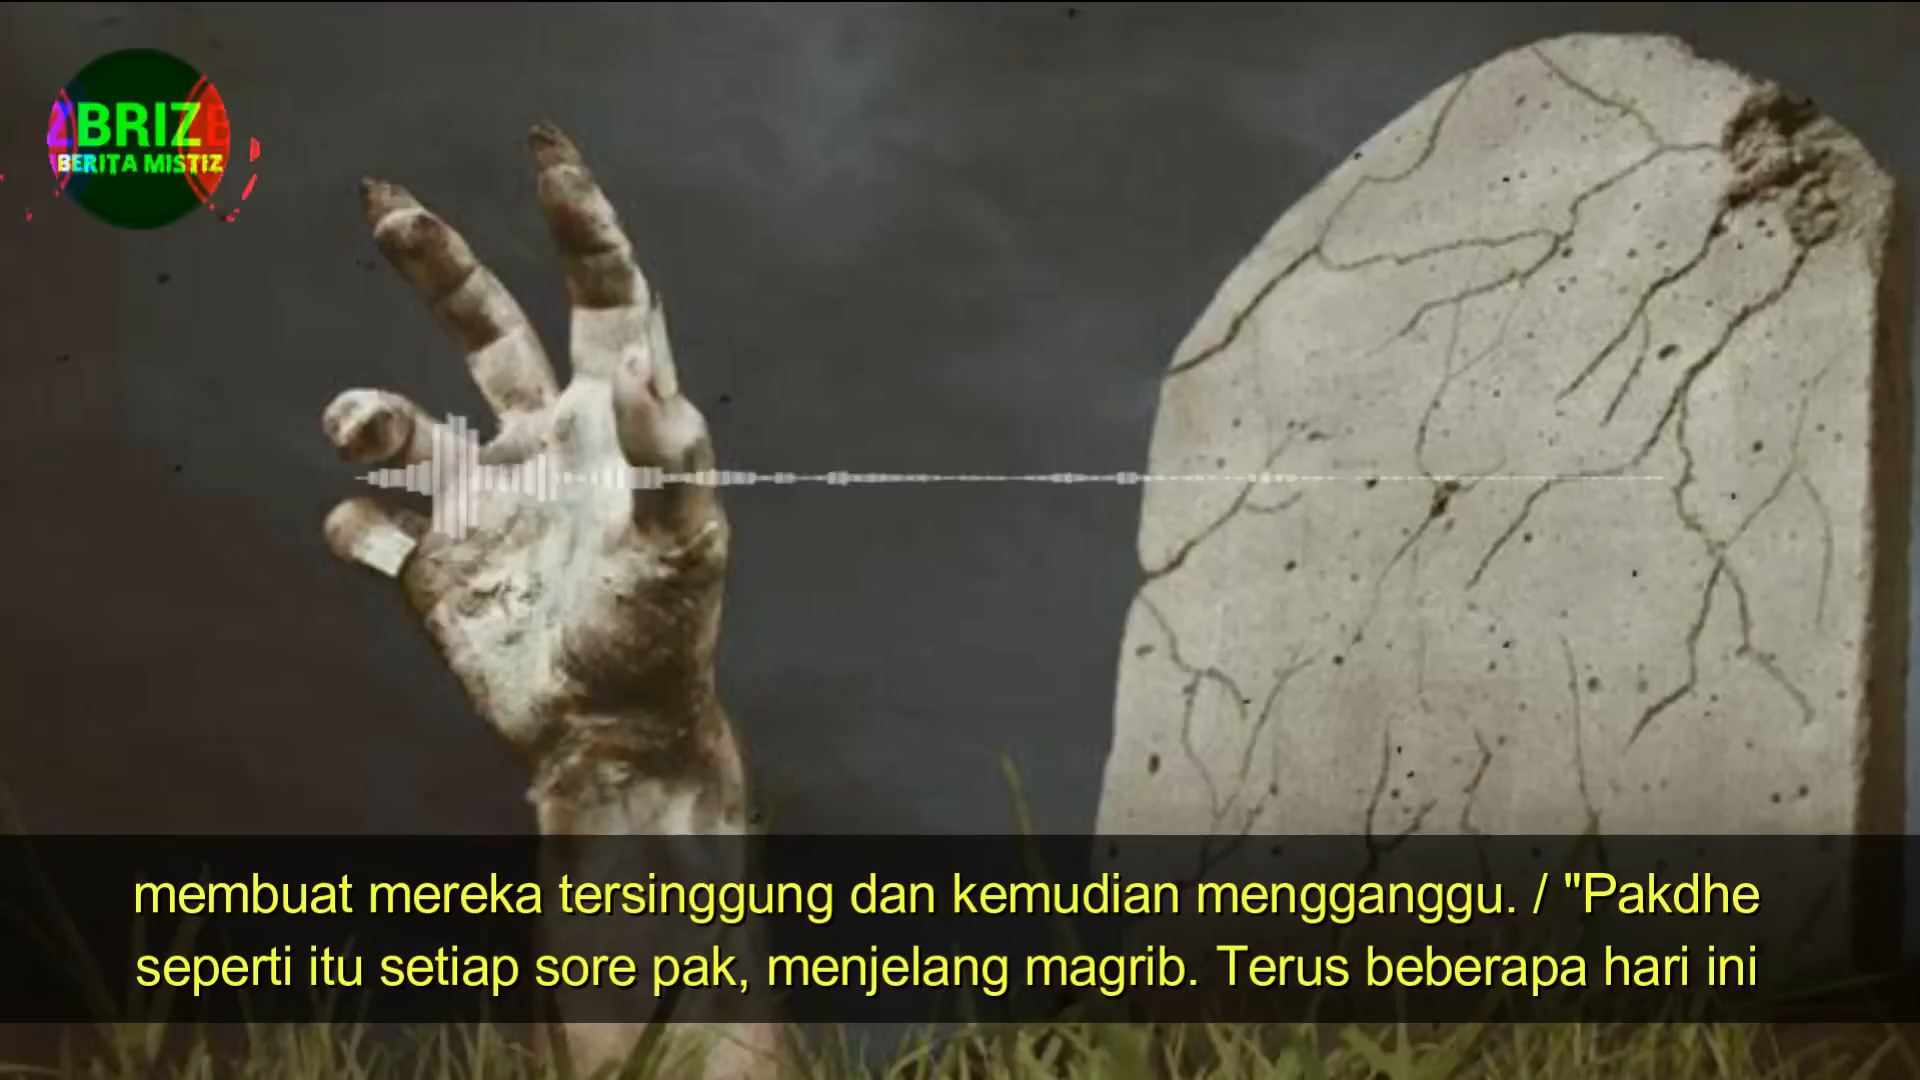 ZBRIZ
BERITA MISTIZ
membuat mereka tersinggung dan kemudian mengganggu. / "Pakdhe
seperti itu setiap sore pak, menjelang magrib. Terus beberapa hari ini